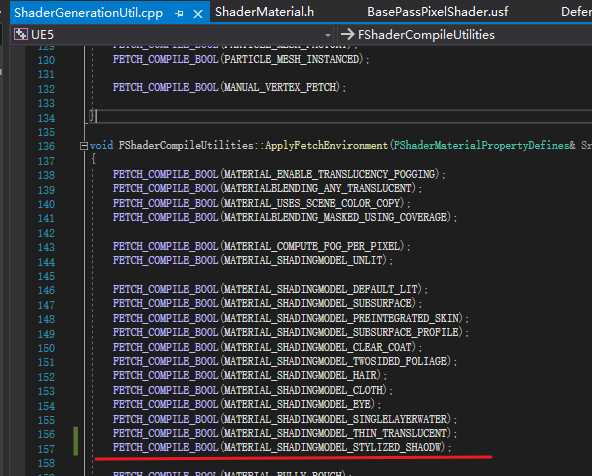 ShaderGenerationUtil.cpp ShaderMaterial.h BasePassPixelShader.usf Defer
UE5 FShaderCompileUtilities
129 FETCH_COMPILE_BOOL(PARTICLE_MESH_FACTORY);
130 FETCH_COMPILE_BOOL(PARTICLE_MESH_INSTANCED);
131
132 FETCH_COMPILE_BOOL(MANUAL_VERTEX_FETCH);
133
134 }
135
136 void FShaderCompileUtilities::ApplyFetchEnvironment(FShaderMaterialPropertyDefines& Sr
137 {
138 FETCH_COMPILE_BOOL(MATERIAL_ENABLE_TRANSLUCENCY_FOGGING);
139 FETCH_COMPILE_BOOL(MATERIALBLENDING_ANY_TRANSLUCENT);
140 FETCH_COMPILE_BOOL(MATERIAL_USES_SCENE_COLOR_COPY);
141 FETCH_COMPILE_BOOL(MATERIALBLENDING_MASKED_USING_COVERAGE);
142
143 FETCH_COMPILE_BOOL(MATERIAL_COMPUTE_FOG_PER_PIXEL);
144 FETCH_COMPILE_BOOL(MATERIAL_SHADINGMODEL_UNLIT);
145
146 FETCH_COMPILE_BOOL(MATERIAL_SHADINGMODEL_DEFAULT_LIT);
147 FETCH_COMPILE_BOOL(MATERIAL_SHADINGMODEL_SUBSURFACE);
148 FETCH_COMPILE_BOOL(MATERIAL_SHADINGMODEL_PREINTEGRATED_SKIN);
149 FETCH_COMPILE_BOOL(MATERIAL_SHADINGMODEL_SUBSURFACE_PROFILE);
150 FETCH_COMPILE_BOOL(MATERIAL_SHADINGMODEL_CLEAR_COAT);
151 FETCH_COMPILE_BOOL(MATERIAL_SHADINGMODEL_TWOSIDED_FOLIAGE);
152 FETCH_COMPILE_BOOL(MATERIAL_SHADINGMODEL_HAIR);
153 FETCH_COMPILE_BOOL(MATERIAL_SHADINGMODEL_CLOTH);
154 FETCH_COMPILE_BOOL(MATERIAL_SHADINGMODEL_EYE);
155 FETCH_COMPILE_BOOL(MATERIAL_SHADINGMODEL_SINGLELAYERWATER);
156 FETCH_COMPILE_BOOL(MATERIAL_SHADINGMODEL_THIN_TRANSLUCENT);
157 FETCH_COMPILE_BOOL(MATERIAL_SHADINGMODEL_STYLIZED_SHAODW);
158
FETCH_COMPILE_BOOL(MATERIAL_FULLY_ROUGH);